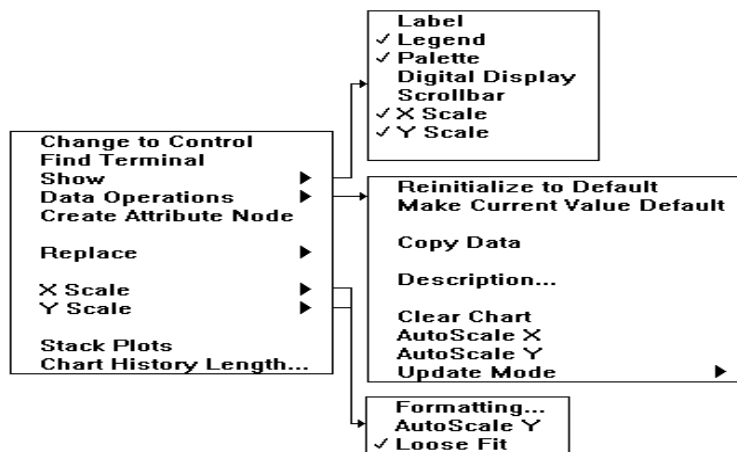 Label
✓ Legend
✓ Palette
Digital Display
Scrollbar
✓ X Scale
✓ Y Scale
Change to Control
Find Terminal
Show
Data Operations
Create Attribute Node
Replace
X Scale
Y Scale
Stack Plots
Chart History Length...
Reinitialize to Default
Make Current Value Default
Copy Data
Description...
Clear Chart
AutoScale X
AutoScale Y
Update Mode
Formatting...
AutoScale Y
✓ Loose Fit